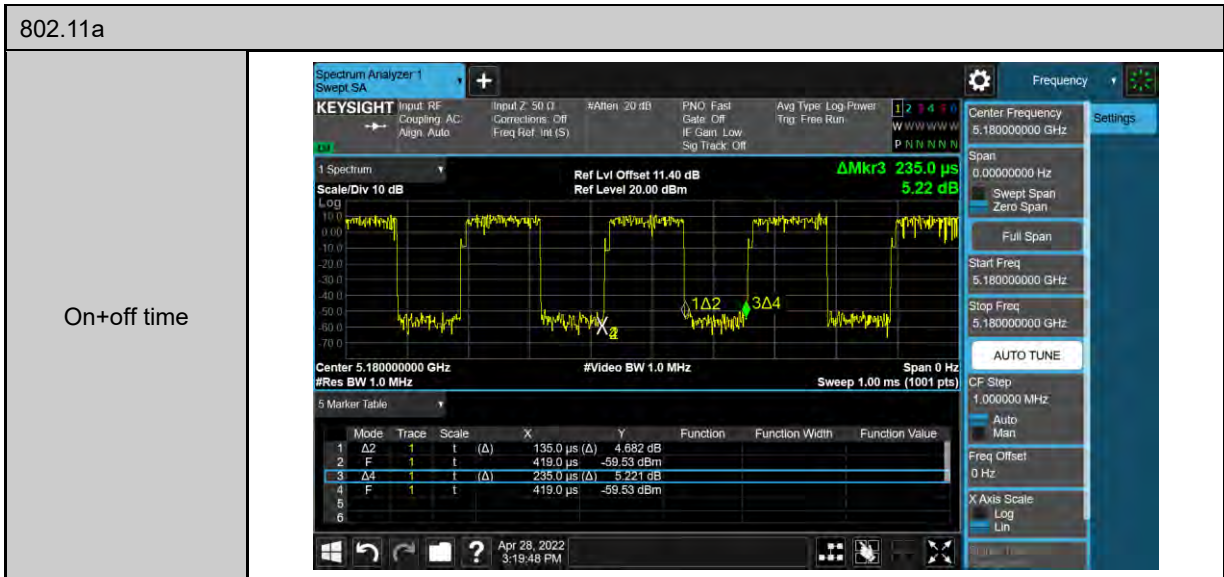 802.11a
On+off time
Spectrum Analyzer 1
Swept SA
+
Frequency
KEYSIGHT
Input: RF
Coupling: AC
Align: Auto
Input Z: 50 Ω
Corrections: Off
Freq Ref: Int (S)
#Atten: 20 dB
PNO: Fast
Gate: Off
IF Gain: Low
Sig Track: Off
Avg Type: Log-Power
Trig: Free Run
1 2 3 4 5 6
W W W W W W
P N N N N N
1 Spectrum
Scale/Div 10 dB
Ref Lvl Offset 11.40 dB
Ref Level 20.00 dBm
ΔMkr3 235.0 µs
5.22 dB
Log
10.0
0.00
-10.0
-20.0
-30.0
-40.0
-50.0
-60.0
-70.0
1Δ2
3Δ4
Center 5.180000000 GHz
#Video BW 1.0 MHz
Span 0 Hz
#Res BW 1.0 MHz
Sweep 1.00 ms (1001 pts)
5 Marker Table
Mode Trace Scale X Y Function Function Width Function Value
1 Δ2 1 t (Δ) 135.0 µs (Δ) 4.682 dB
2 F 1 t 419.0 µs -59.53 dBm
3 Δ4 1 t (Δ) 235.0 µs (Δ) 5.221 dB
4 F 1 t 419.0 µs -59.53 dBm
5
6
Center Frequency
5.180000000 GHz
Settings
Span
0.00000000 Hz
Swept Span
Zero Span
Full Span
Start Freq
5.180000000 GHz
Stop Freq
5.180000000 GHz
AUTO TUNE
CF Step
1.000000 MHz
Auto
Man
Freq Offset
0 Hz
X Axis Scale
Log
Lin
?
Apr 28, 2022
3:19:48 PM